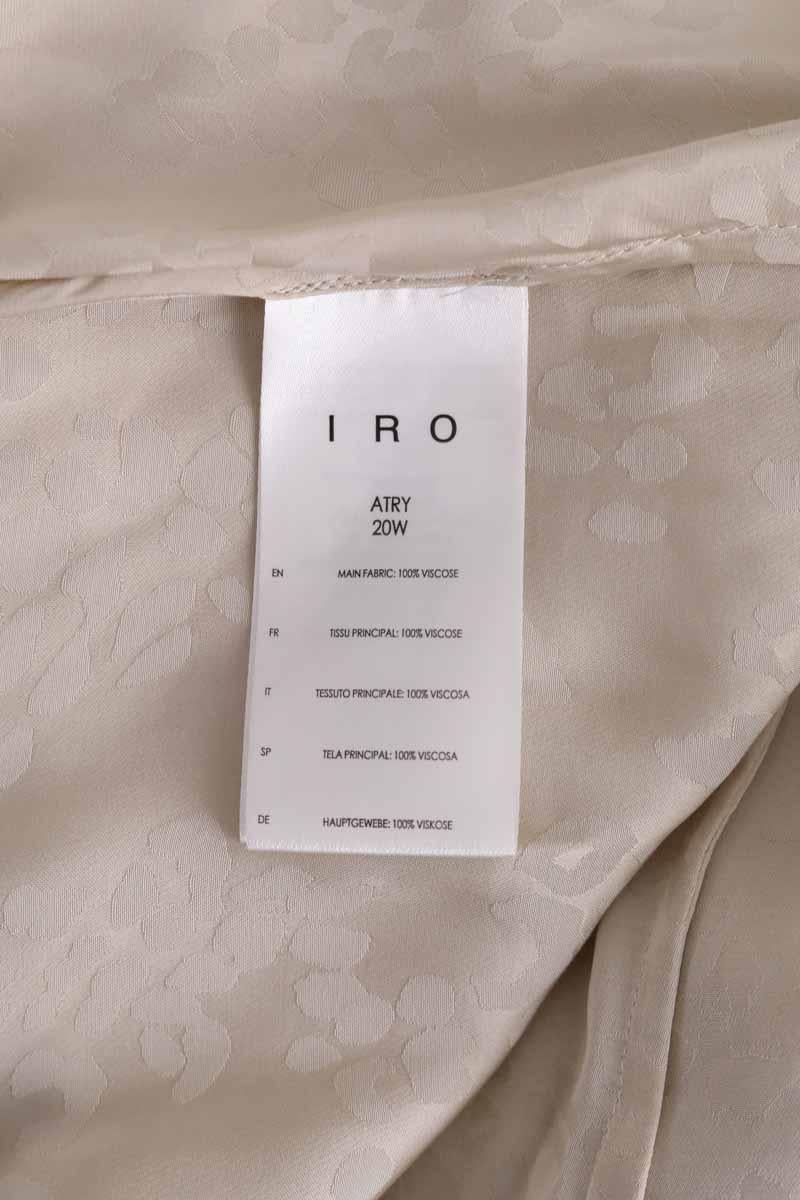 IRO
ATRY
20W
EN MAIN FABRIC: 100% VISCOSE
FR TISSU PRINCIPAL: 100% VISCOSE
IT TESSUTO PRINCIPALE: 100% VISCOSA
SP TELA PRINCIPAL: 100% VISCOSA
DE HAUPTGEWEBE: 100% VISKOSE